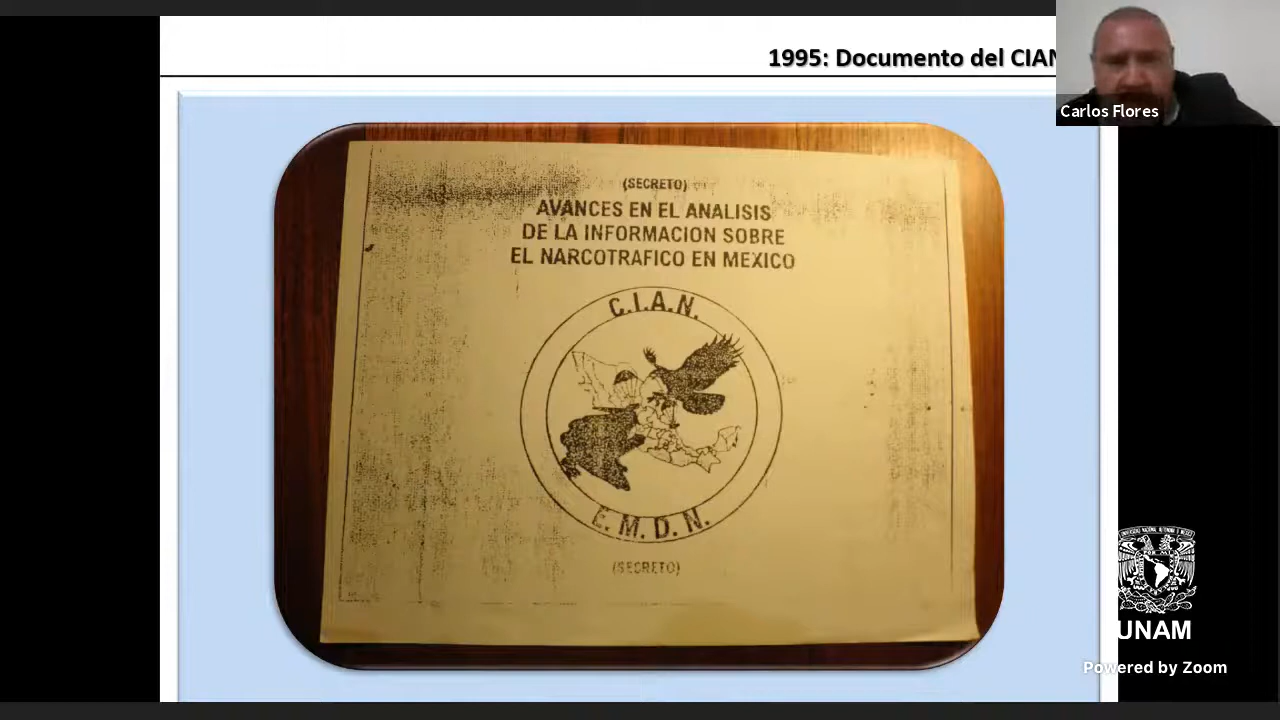 1995: Documento del CIAN
Carlos Flores
(SECRETO)
AVANCES EN EL ANALISIS
DE LA INFORMACION SOBRE
EL NARCOTRAFICO EN MEXICO
C.I.A.N.
E. M. D. N.
(SECRETO)
UNAM
Powered by Zoom